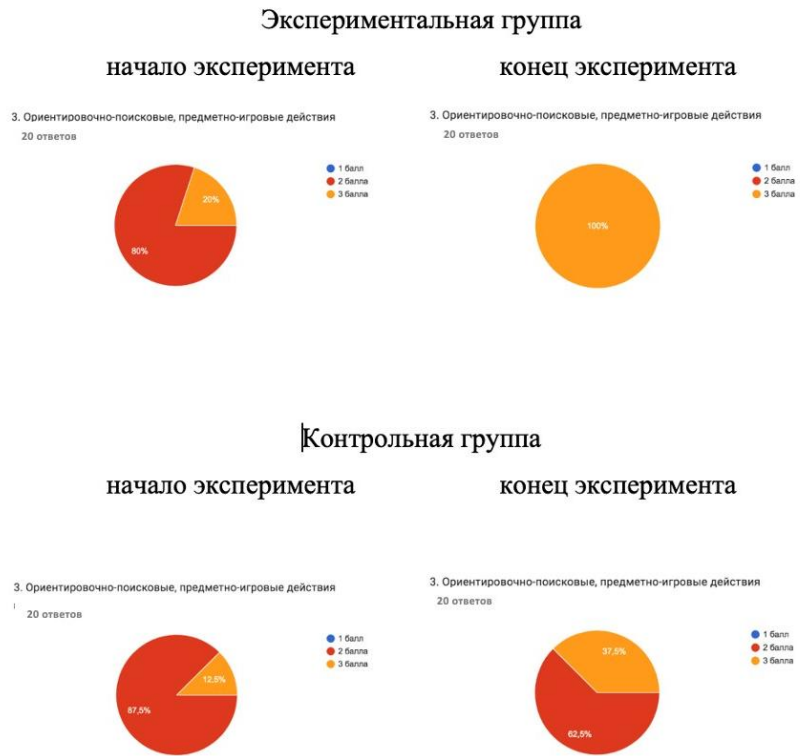 Экспериментальная группа
начало эксперимента
конец эксперимента
3. Ориентировочно-поисковые, предметно-игровые действия
20 ответов
1 балл
2 балла
3 балла
20%
80%
3. Ориентировочно-поисковые, предметно-игровые действия
20 ответов
1 балл
2 балла
3 балла
100%
Контрольная группа
начало эксперимента
конец эксперимента
3. Ориентировочно-поисковые, предметно-игровые действия
20 ответов
1 балл
2 балла
3 балла
12,5%
87,5%
3. Ориентировочно-поисковые, предметно-игровые действия
20 ответов
1 балл
2 балла
3 балла
37,5%
62,5%